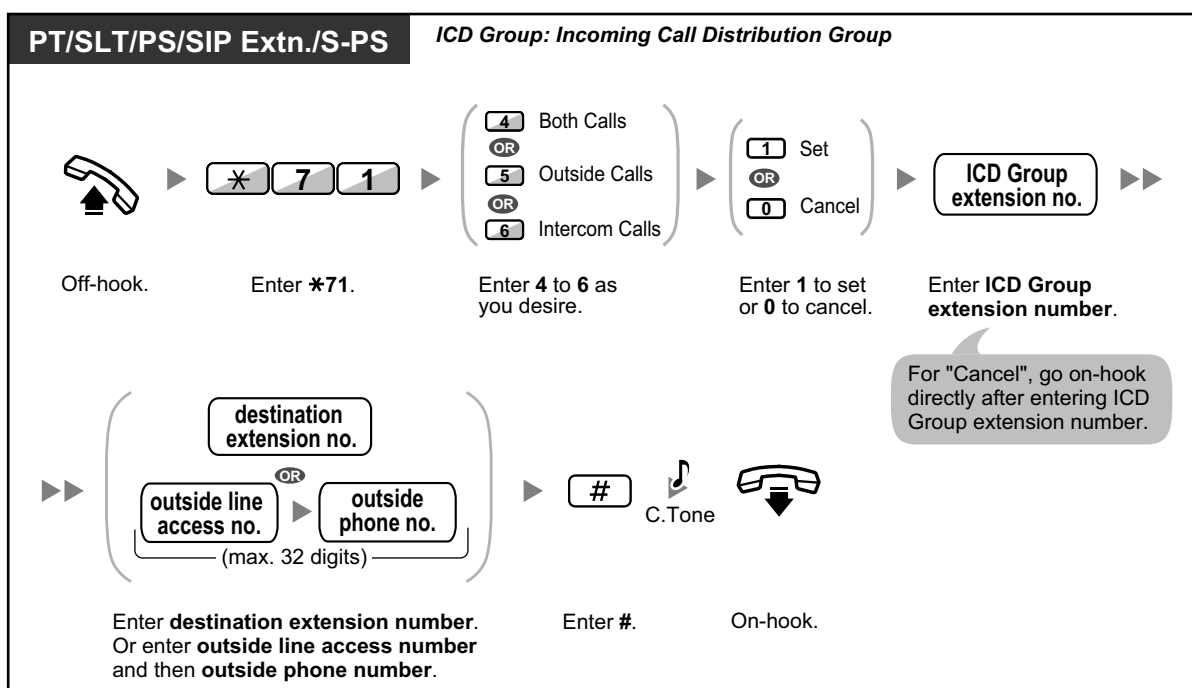 PT/SLT/PS/SIP Extn./S-PS
ICD Group: Incoming Call Distribution Group
4 Both Calls
OR
5 Outside Calls
OR
6 Intercom Calls
1 Set
OR
0 Cancel
✳ 7 1
ICD Group
extension no.
Off-hook.
Enter ✳71.
Enter 4 to 6 as
you desire.
Enter 1 to set
or 0 to cancel.
Enter ICD Group
extension number.
For "Cancel", go on-hook
directly after entering ICD
Group extension number.
destination
extension no.
OR
outside line
access no.
outside
phone no.
(max. 32 digits)
#
C.Tone
Enter destination extension number.
Or enter outside line access number
and then outside phone number.
Enter #.
On-hook.